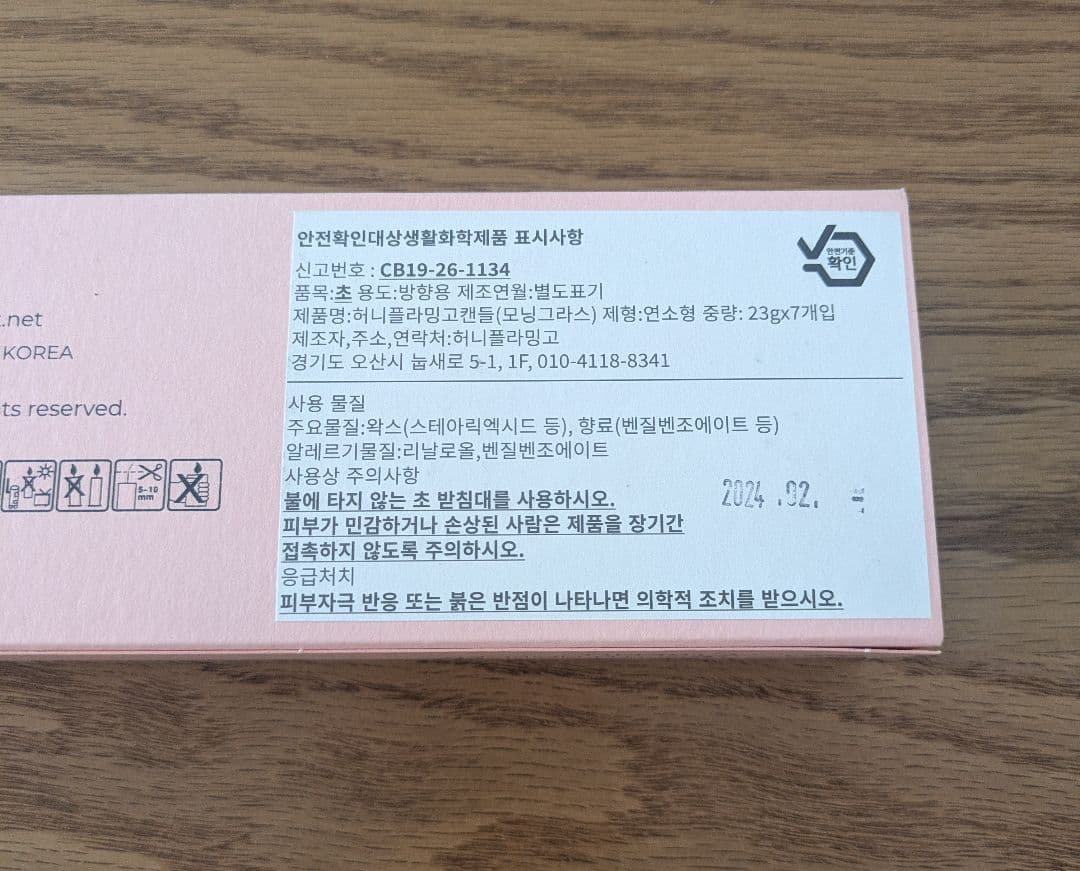 .net
KOREA
ts reserved.
5-10
mm
안전확인대상생활화학제품 표시사항
안전기준
확인
신고번호 : CB19-26-1134
품목:초 용도:방향용 제조연월:별도표기
제품명:허니플라밍고캔들(모닝그라스) 제형:연소형 중량: 23gx7개입
제조자,주소,연락처:허니플라밍고
경기도 오산시 눕새로 5-1, 1F, 010-4118-8341
사용 물질
주요물질:왁스(스테아릭엑시드 등), 향료(벤질벤조에이트 등)
알레르기물질:리날로올,벤질벤조에이트
사용상 주의사항
불에 타지 않는 초 받침대를 사용하시오.
2024 .02.
피부가 민감하거나 손상된 사람은 제품을 장기간
접촉하지 않도록 주의하시오.
응급처치
피부자극 반응 또는 붉은 반점이 나타나면 의학적 조치를 받으시오.